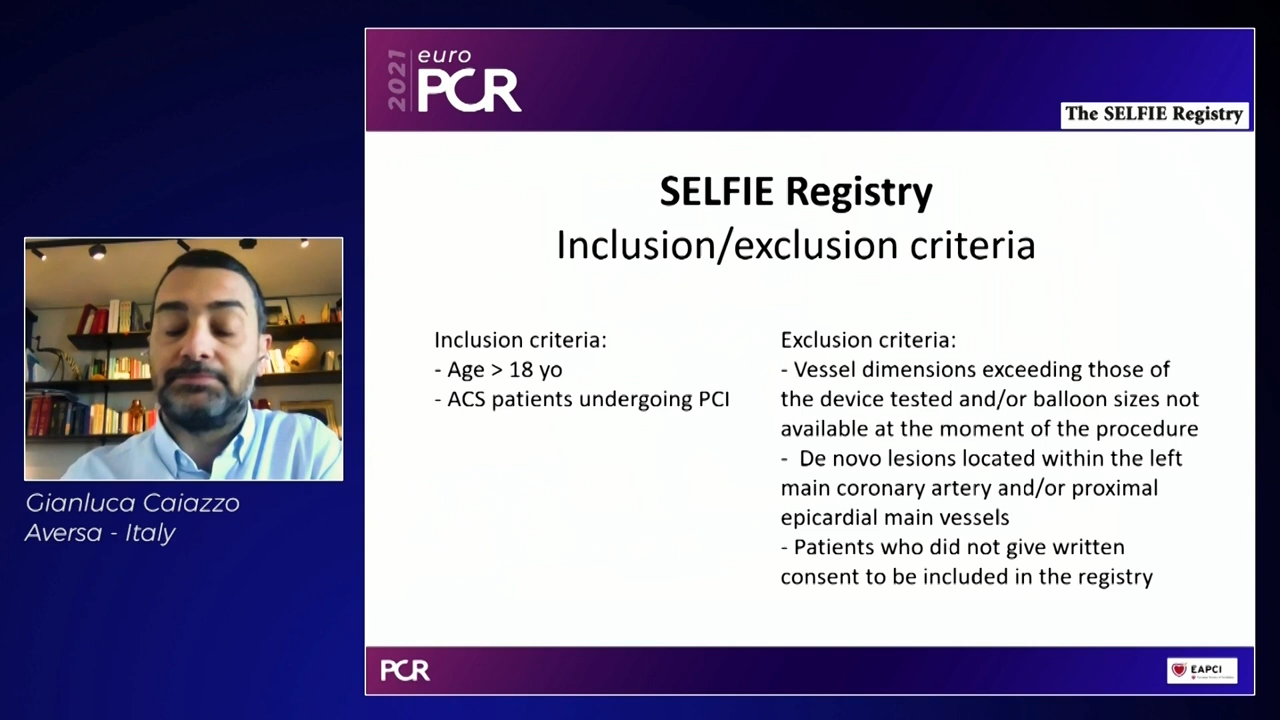 2021
euro
PCR
The SELFIE Registry
SELFIE Registry
Inclusion/exclusion criteria
Inclusion criteria:
- Age > 18 yo
- ACS patients undergoing PCI
Exclusion criteria:
- Vessel dimensions exceeding those of
the device tested and/or balloon sizes not
available at the moment of the procedure
- De novo lesions located within the left
main coronary artery and/or proximal
epicardial main vessels
- Patients who did not give written
consent to be included in the registry
Gianluca Caiazzo
Aversa - Italy
PCR
EAPCI